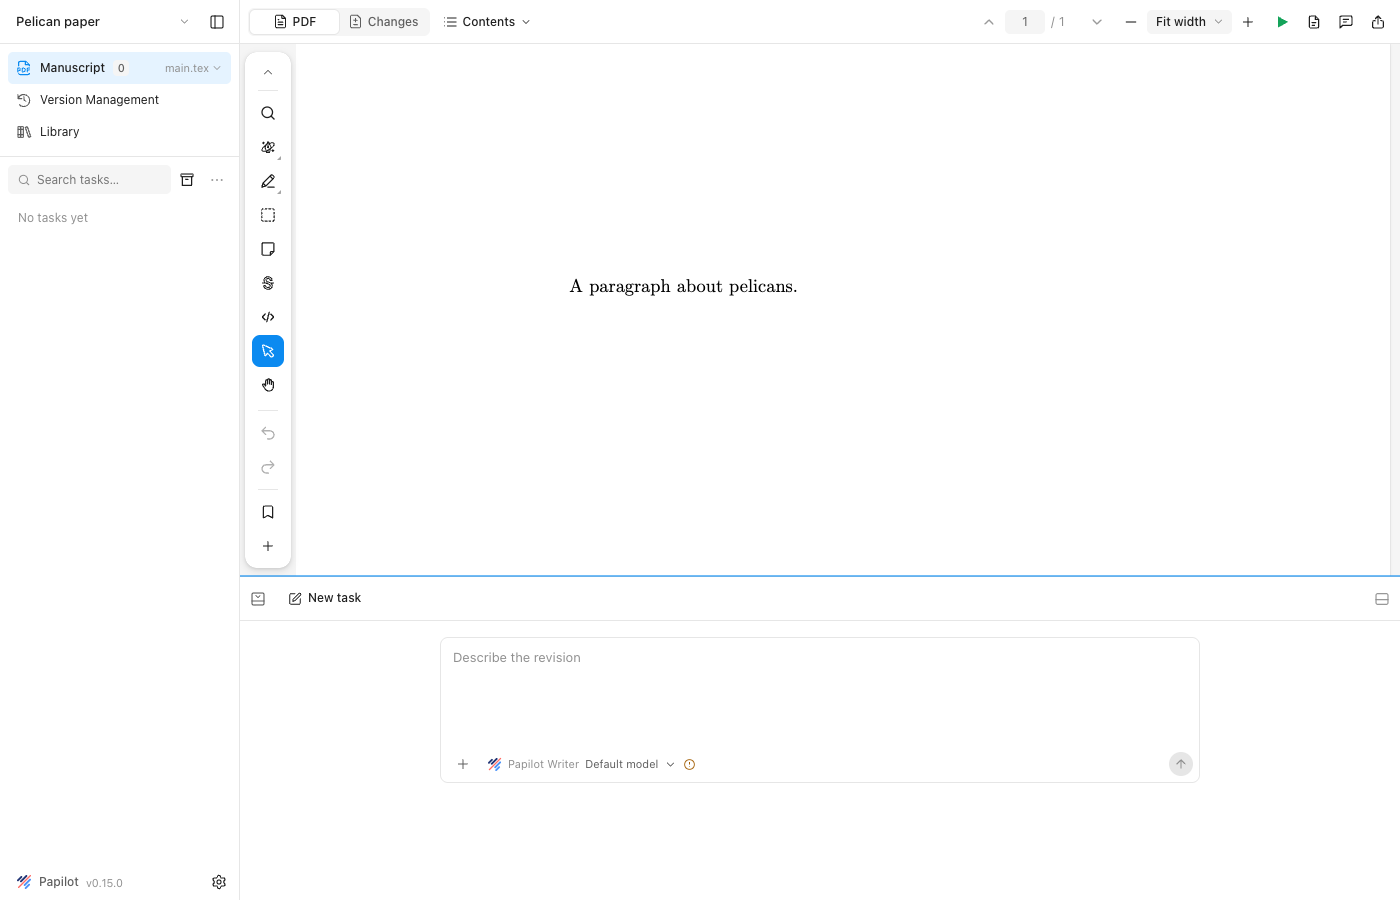 Pelican paper
PDF
Changes
Contents
1 / 1
Fit width
Manuscript 0 main.tex
Version Management
Library
Search tasks...
No tasks yet
A paragraph about pelicans.
New task
Describe the revision
Papilot Writer Default model
Papilot v0.15.0